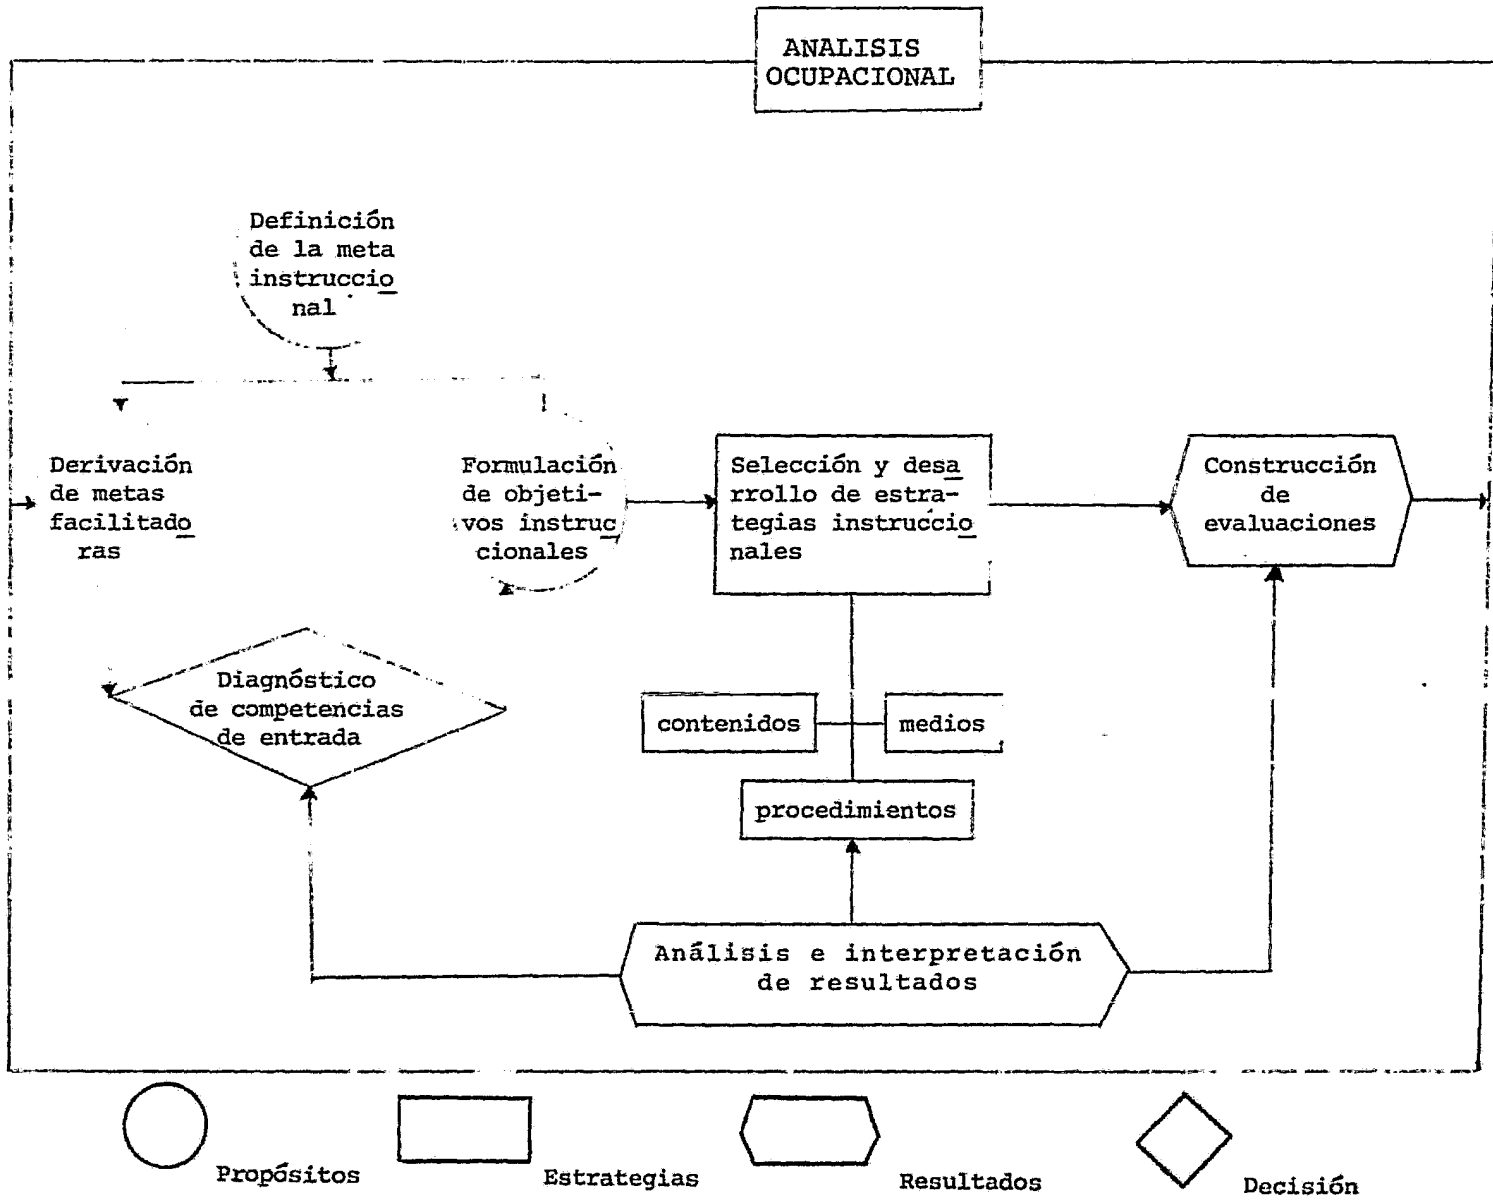 ANALISIS
OCUPACIONAL
Definición
de la meta
instruccio
nal
Derivación
de metas
facilitado
ras
Formulación
de objeti-
vos instruc
cionales
Selección y desa
rrollo de estra-
tegias instruccio
nales
Construcción
de
evaluaciones
Diagnóstico
de competencias
de entrada
contenidos
medios
procedimientos
Análisis e interpretación
de resultados
Propósitos
Estrategias
Resultados
Decisión